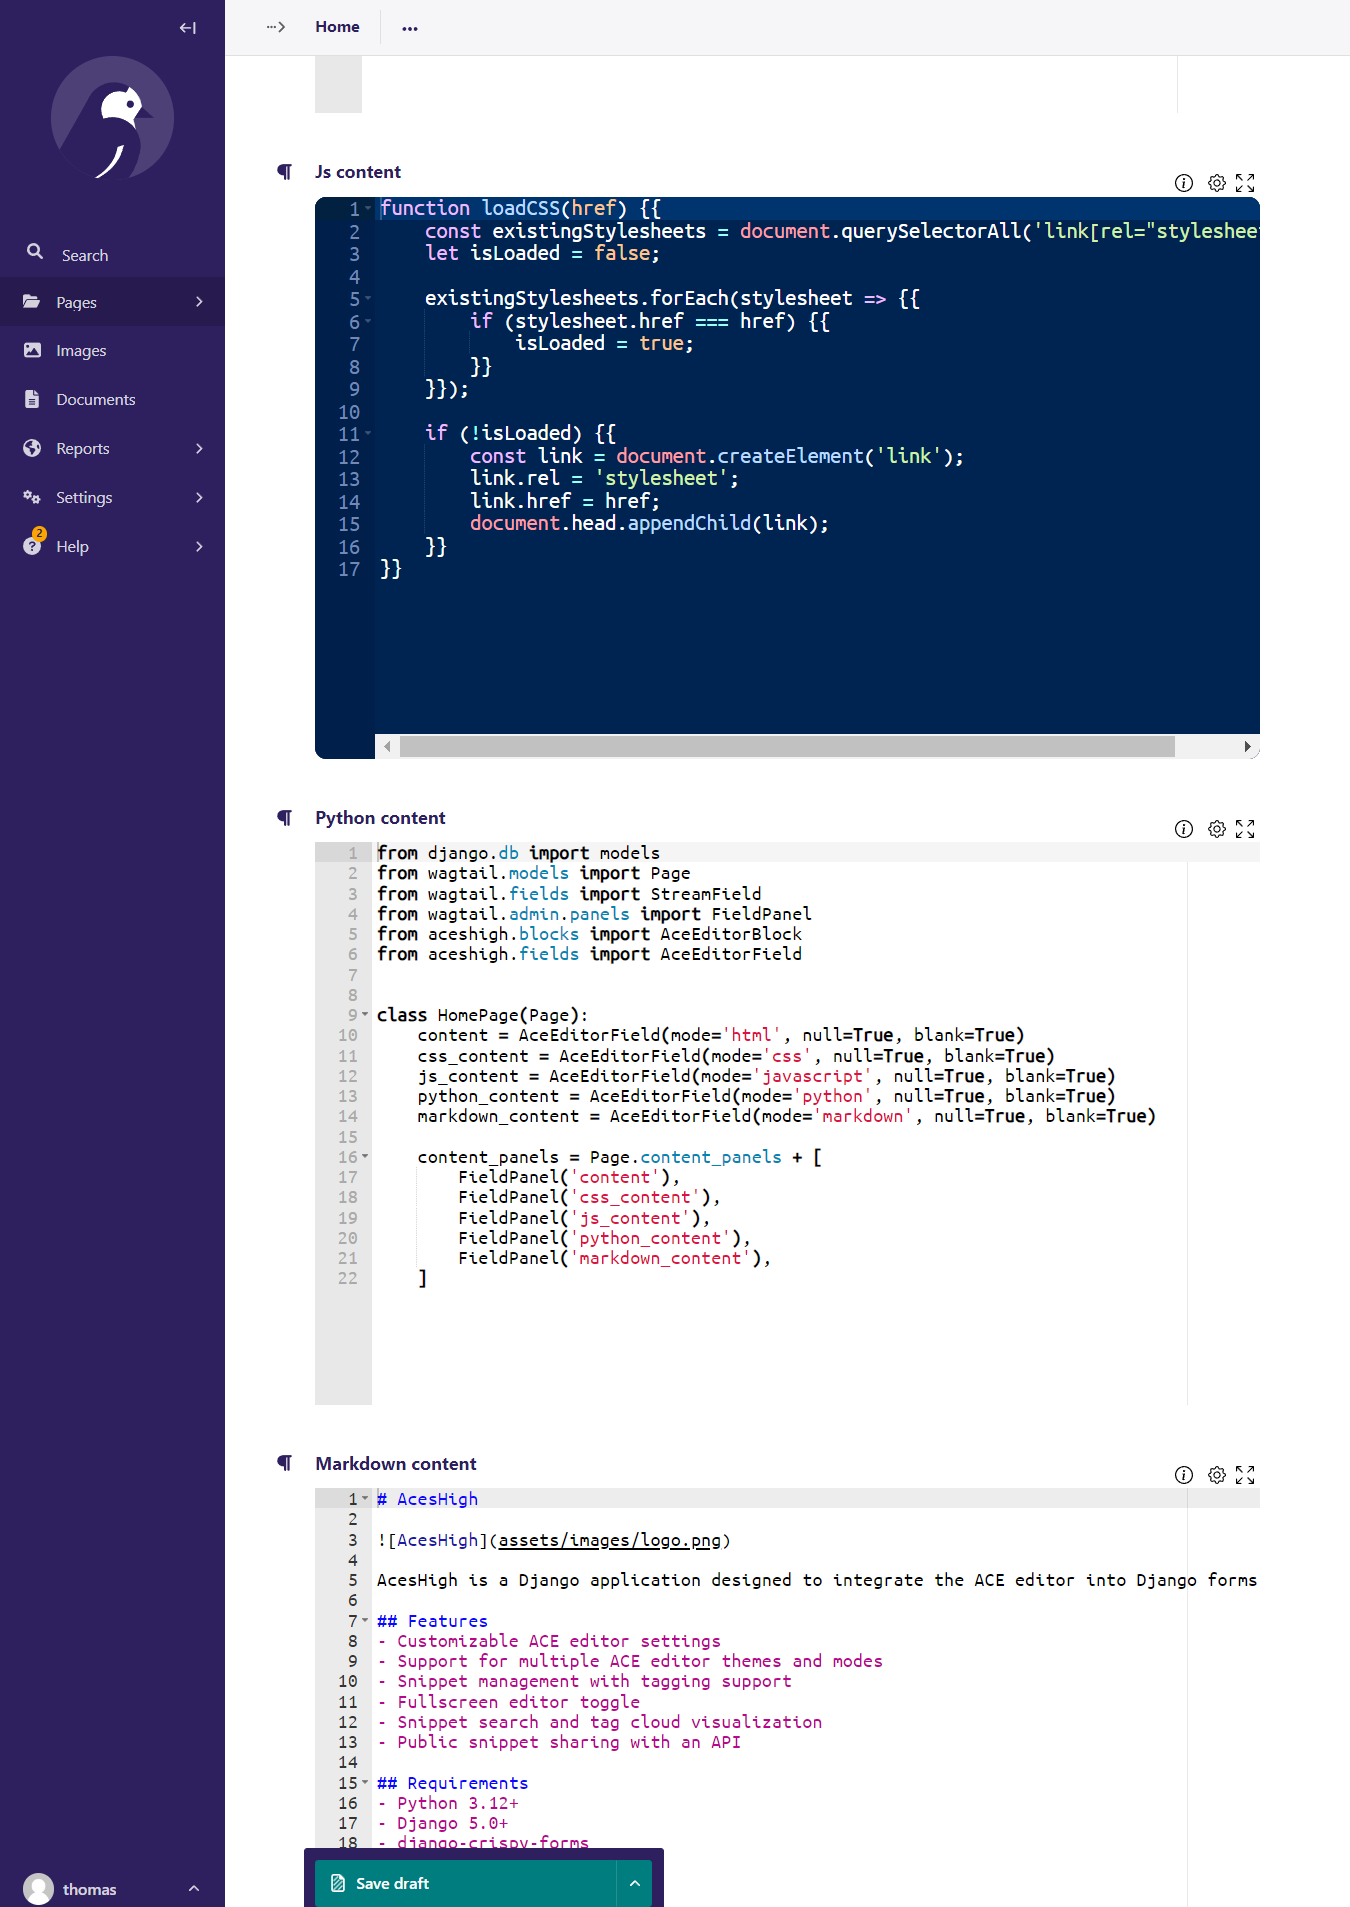 Home
Search
Pages
Images
Documents
Reports
Settings
2
Help
thomas
Js content
1 function loadCSS(href) {{
2     const existingStylesheets = document.querySelectorAll('link[rel="styleshee
3     let isLoaded = false;
4
5     existingStylesheets.forEach(stylesheet => {{
6         if (stylesheet.href === href) {{
7             isLoaded = true;
8         }}
9     }});
10
11     if (!isLoaded) {{
12         const link = document.createElement('link');
13         link.rel = 'stylesheet';
14         link.href = href;
15         document.head.appendChild(link);
16     }}
17 }}
Python content
1 from django.db import models
2 from wagtail.models import Page
3 from wagtail.fields import StreamField
4 from wagtail.admin.panels import FieldPanel
5 from aceshigh.blocks import AceEditorBlock
6 from aceshigh.fields import AceEditorField
7
8
9 class HomePage(Page):
10     content = AceEditorField(mode='html', null=True, blank=True)
11     css_content = AceEditorField(mode='css', null=True, blank=True)
12     js_content = AceEditorField(mode='javascript', null=True, blank=True)
13     python_content = AceEditorField(mode='python', null=True, blank=True)
14     markdown_content = AceEditorField(mode='markdown', null=True, blank=True)
15
16     content_panels = Page.content_panels + [
17         FieldPanel('content'),
18         FieldPanel('css_content'),
19         FieldPanel('js_content'),
20         FieldPanel('python_content'),
21         FieldPanel('markdown_content'),
22     ]
Markdown content
1 # AcesHigh
2
3 ![AcesHigh](assets/images/logo.png)
4
5 AcesHigh is a Django application designed to integrate the ACE editor into Django forms
6
7 ## Features
8 - Customizable ACE editor settings
9 - Support for multiple ACE editor themes and modes
10 - Snippet management with tagging support
11 - Fullscreen editor toggle
12 - Snippet search and tag cloud visualization
13 - Public snippet sharing with an API
14
15 ## Requirements
16 - Python 3.12+
17 - Django 5.0+
18 - django-crispy-forms
Save draft